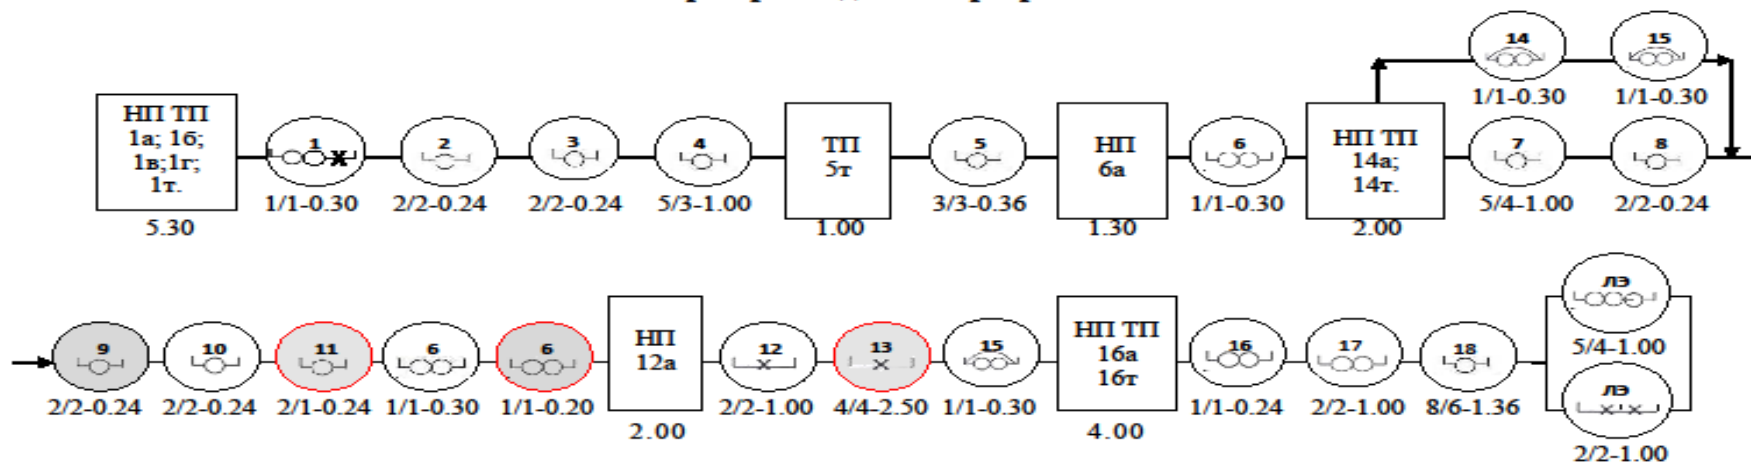 НП ТП
1а; 1б;
1в;1г;
1т.
5.30
1
1/1-0.30
2
2/2-0.24
3
2/2-0.24
4
5/3-1.00
ТП
5т
1.00
5
3/3-0.36
НП
6а
1.30
6
1/1-0.30
НП ТП
14а;
14т.
2.00
14
1/1-0.30
15
1/1-0.30
7
5/4-1.00
8
2/2-0.24
9
2/2-0.24
10
2/2-0.24
11
2/1-0.24
6
1/1-0.30
6
1/1-0.20
НП
12а
2.00
12
2/2-1.00
13
4/4-2.50
15
1/1-0.30
НП ТП
16а
16т
4.00
16
1/1-0.24
17
2/2-1.00
18
8/6-1.36
ЛЭ
5/4-1.00
ЛЭ
2/2-1.00